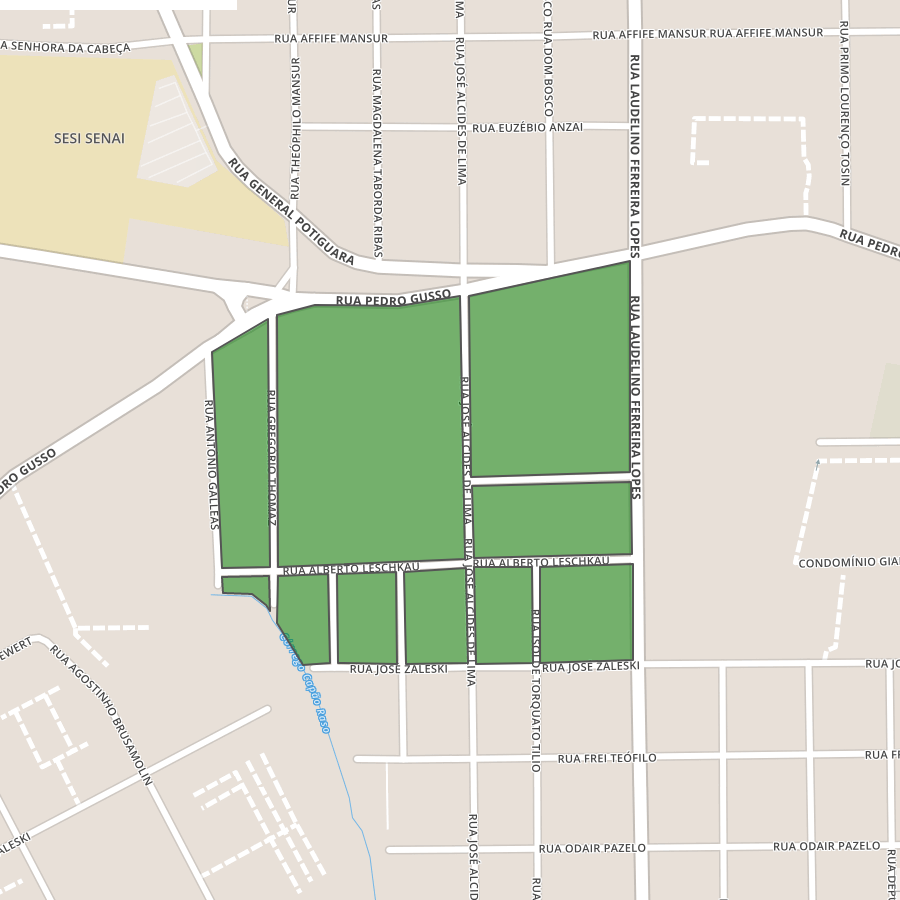 RUA AFFIFE MANSUR
RUA AFFIFE MANSUR RUA AFFIFE MANSUR
A SENHORA DA CABEÇA
SESI SENAI
RUA THEÓPHILO MANSUR
RUA MAGDALENA TABORDA RIBAS
RUA JOSÉ ALCIDES DE LIMA
CO RUA DOM BOSCO
RUA LAUDELINO FERREIRA LOPES
RUA PRIMO LOURENÇO TOSIN
UR
AS
MA
RUA EUZÉBIO ANZAI
RUA GENERAL POTIGUARA
RUA PEDRO GUSSO
RUA PEDRO
DRO GUSSO
RUA ANTONIO GALLEAS
RUA GREGÓRIO THOMAZ
RUA JOSÉ ALCIDES DE LIMA
RUA LAUDELINO FERREIRA LOPES
RUA ALBERTO LESCHKAU
RUA ALBERTO LESCHKAU
CONDOMÍNIO GIA
RUA JOSÉ ALCIDES DE LIMA
RUA ISOLDE TORQUATO TILIO
Córrego Capão Raso
RUA JOSÉ ZALESKI
RUA JOSÉ ZALESKI
RUA JO
EWERT
RUA AGOSTINHO BRUSAMOLIN
RUA FREI TEÓFILO
RUA FR
ALESKI
RUA JOSÉ ALCID
RUA ODAIR PAZELO
RUA ODAIR PAZELO
RUA
RUA DEP